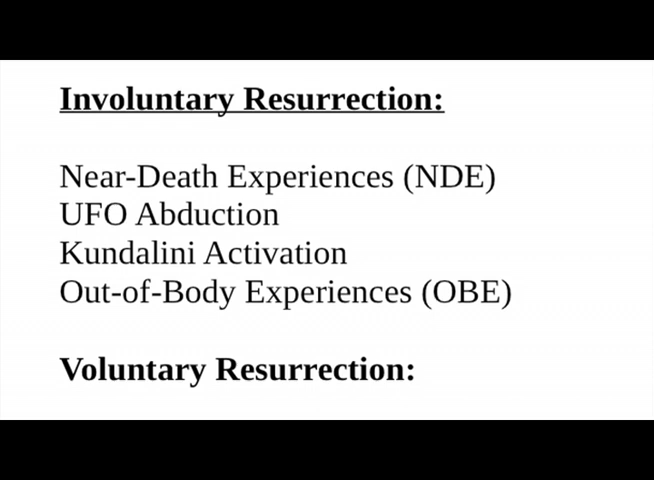 Involuntary Resurrection:
Near-Death Experiences (NDE)
UFO Abduction
Kundalini Activation
Out-of-Body Experiences (OBE)
Voluntary Resurrection: